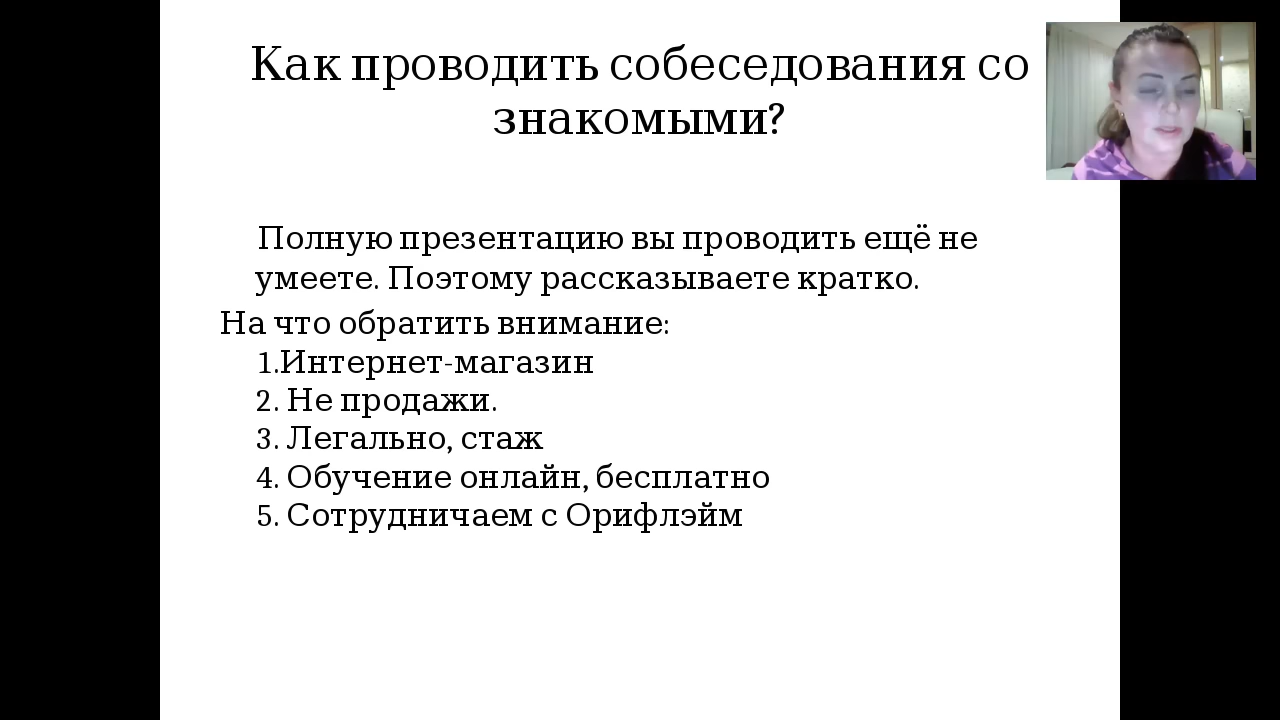 Как проводить собеседования со
знакомыми?
Полную презентацию вы проводить ещё не
умеете. Поэтому рассказываете кратко.
На что обратить внимание:
1.Интернет-магазин
2. Не продажи.
3. Легально, стаж
4. Обучение онлайн, бесплатно
5. Сотрудничаем с Орифлэйм